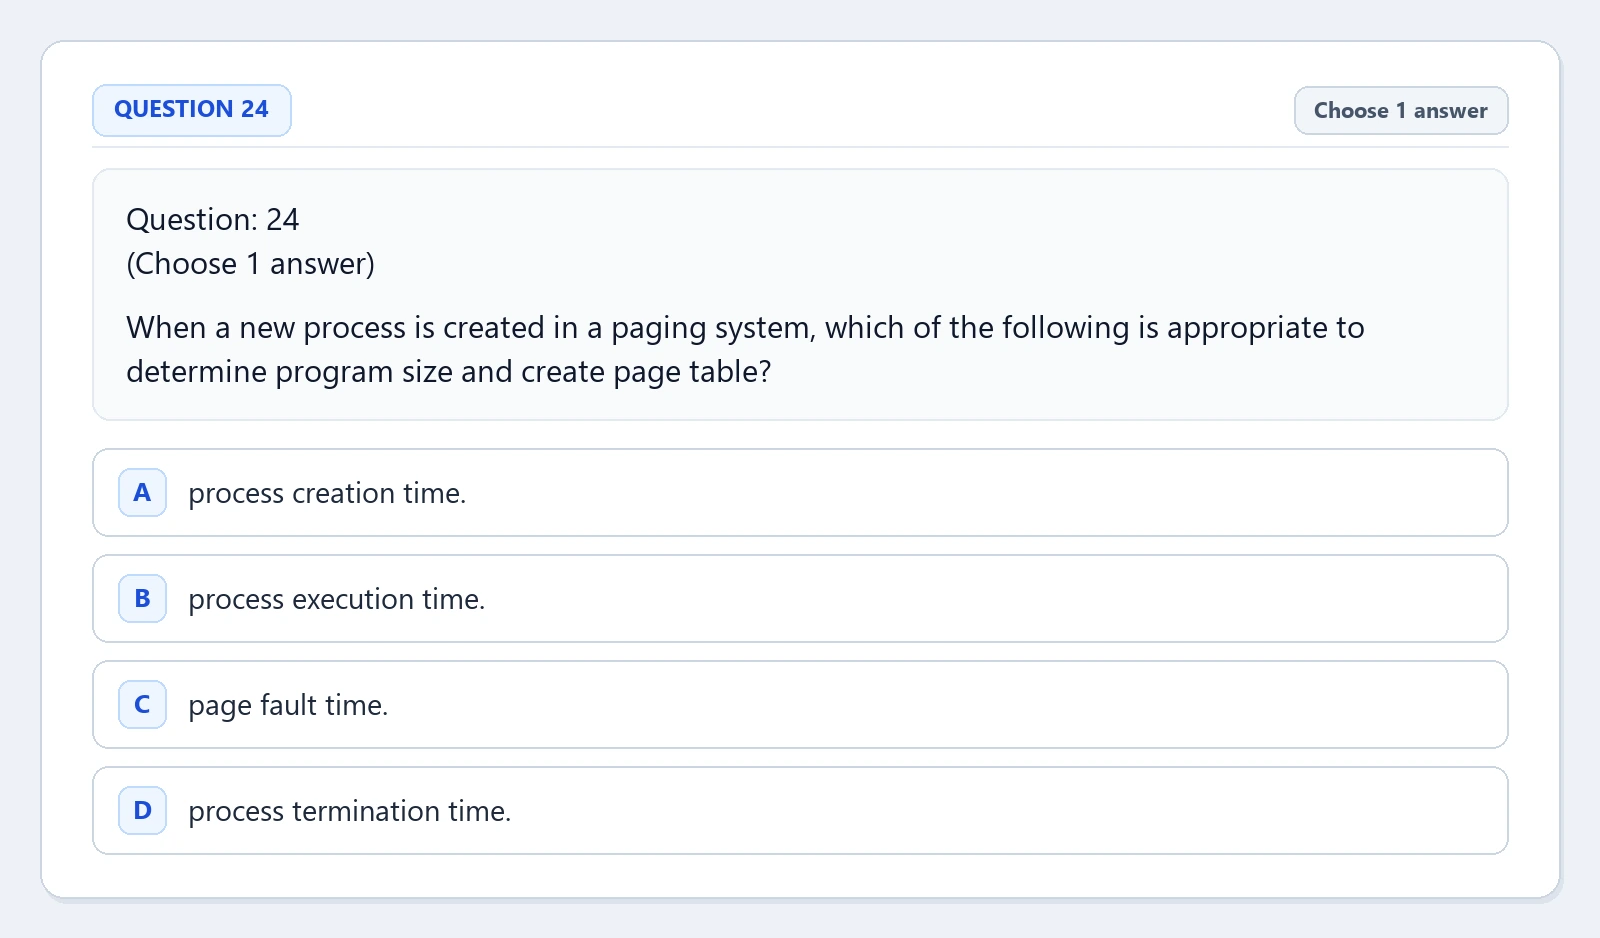 QUESTION 24
Choose 1 answer
Question: 24
(Choose 1 answer)
When a new process is created in a paging system, which of the following is appropriate to
determine program size and create page table?
A process creation time.
B process execution time.
C page fault time.
D process termination time.